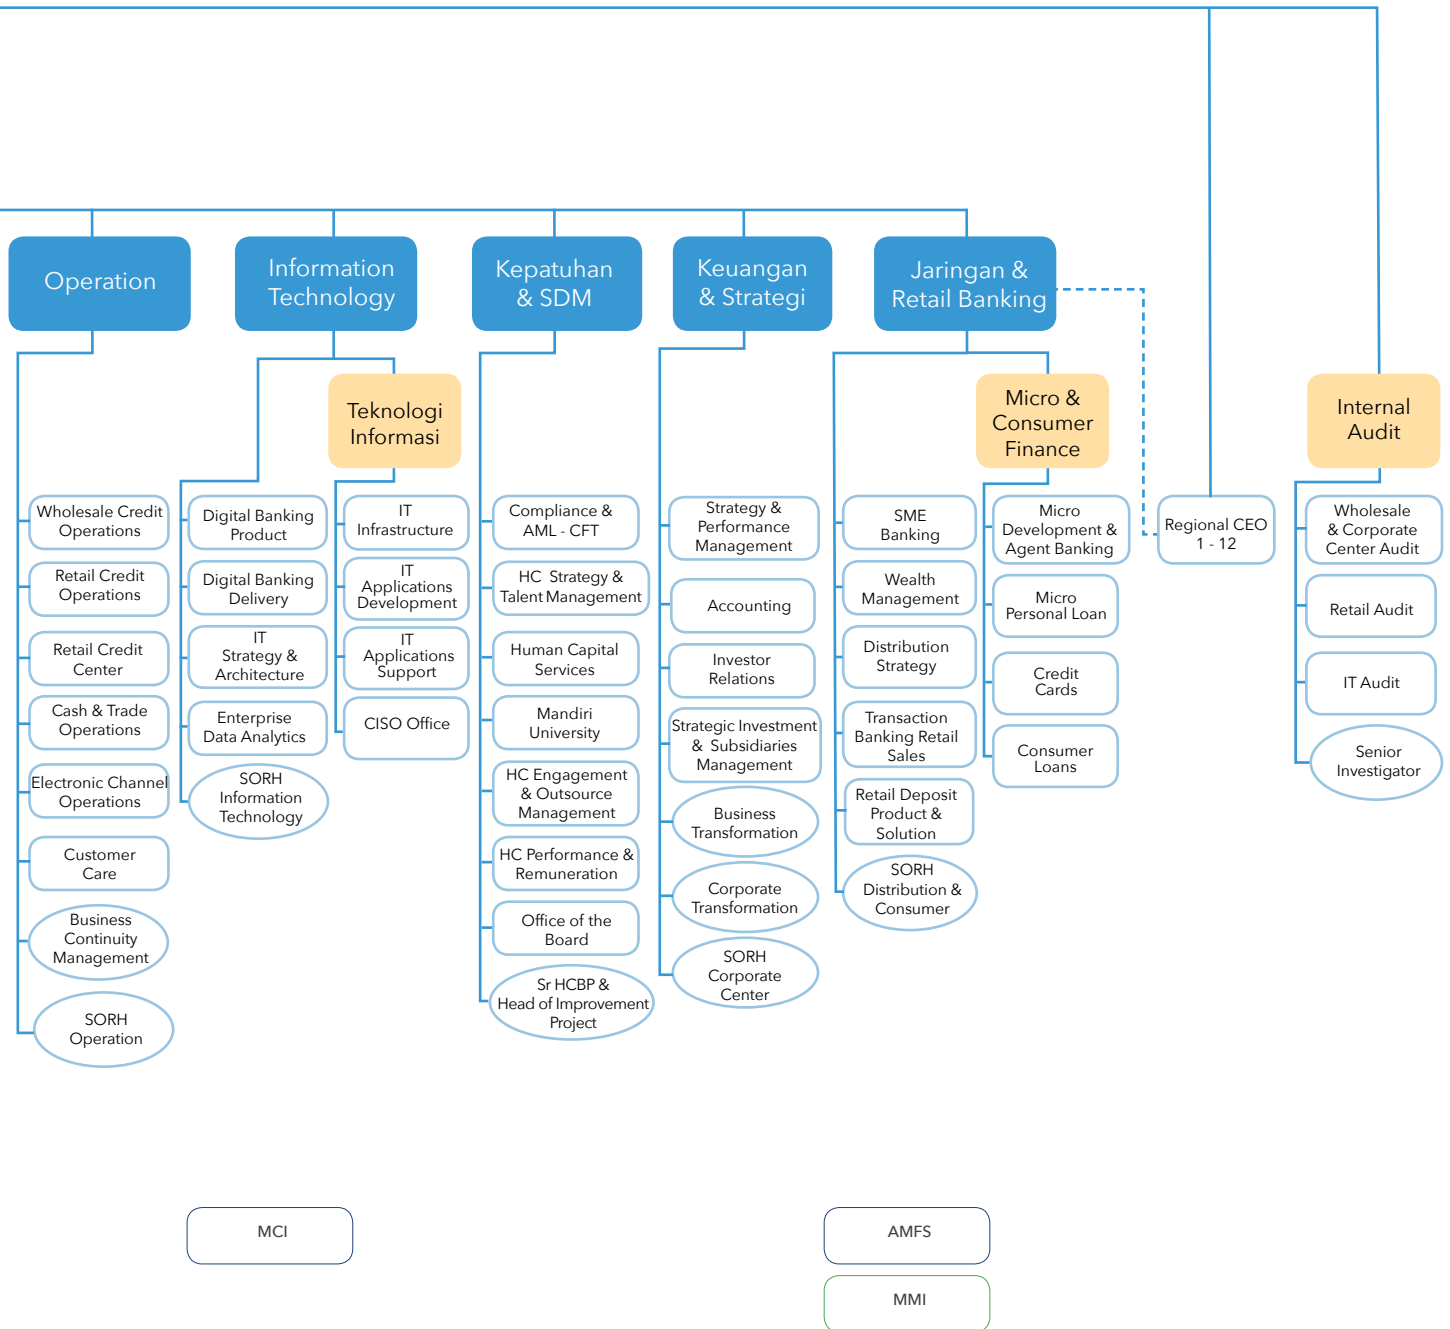 Operation
Information
Technology
Kepatuhan
& SDM
Keuangan
& Strategi
Jaringan &
Retail Banking
Teknologi
Informasi
Micro &
Consumer
Finance
Internal
Audit
Wholesale Credit
Operations
Retail Credit
Operations
Retail Credit
Center
Cash & Trade
Operations
Electronic Channel
Operations
Customer
Care
Business
Continuity
Management
SORH
Operation
Digital Banking
Product
Digital Banking
Delivery
IT
Strategy &
Architecture
Enterprise
Data Analytics
SORH
Information
Technology
IT
Infrastructure
IT
Applications
Development
IT
Applications
Support
CISO Office
Compliance &
AML - CFT
HC Strategy &
Talent Management
Human Capital
Services
Mandiri
University
HC Engagement
& Outsource
Management
HC Performance &
Remuneration
Office of the
Board
Sr HCBP &
Head of Improvement
Project
Strategy &
Performance
Management
Accounting
Investor
Relations
Strategic Investment
& Subsidiaries
Management
Business
Transformation
Corporate
Transformation
SORH
Corporate
Center
SME
Banking
Wealth
Management
Distribution
Strategy
Transaction
Banking Retail
Sales
Retail Deposit
Product &
Solution
SORH
Distribution &
Consumer
Micro
Development &
Agent Banking
Micro
Personal Loan
Credit
Cards
Consumer
Loans
Regional CEO
1 - 12
Wholesale
& Corporate
Center Audit
Retail Audit
IT Audit
Senior
Investigator
MCI
AMFS
MMI